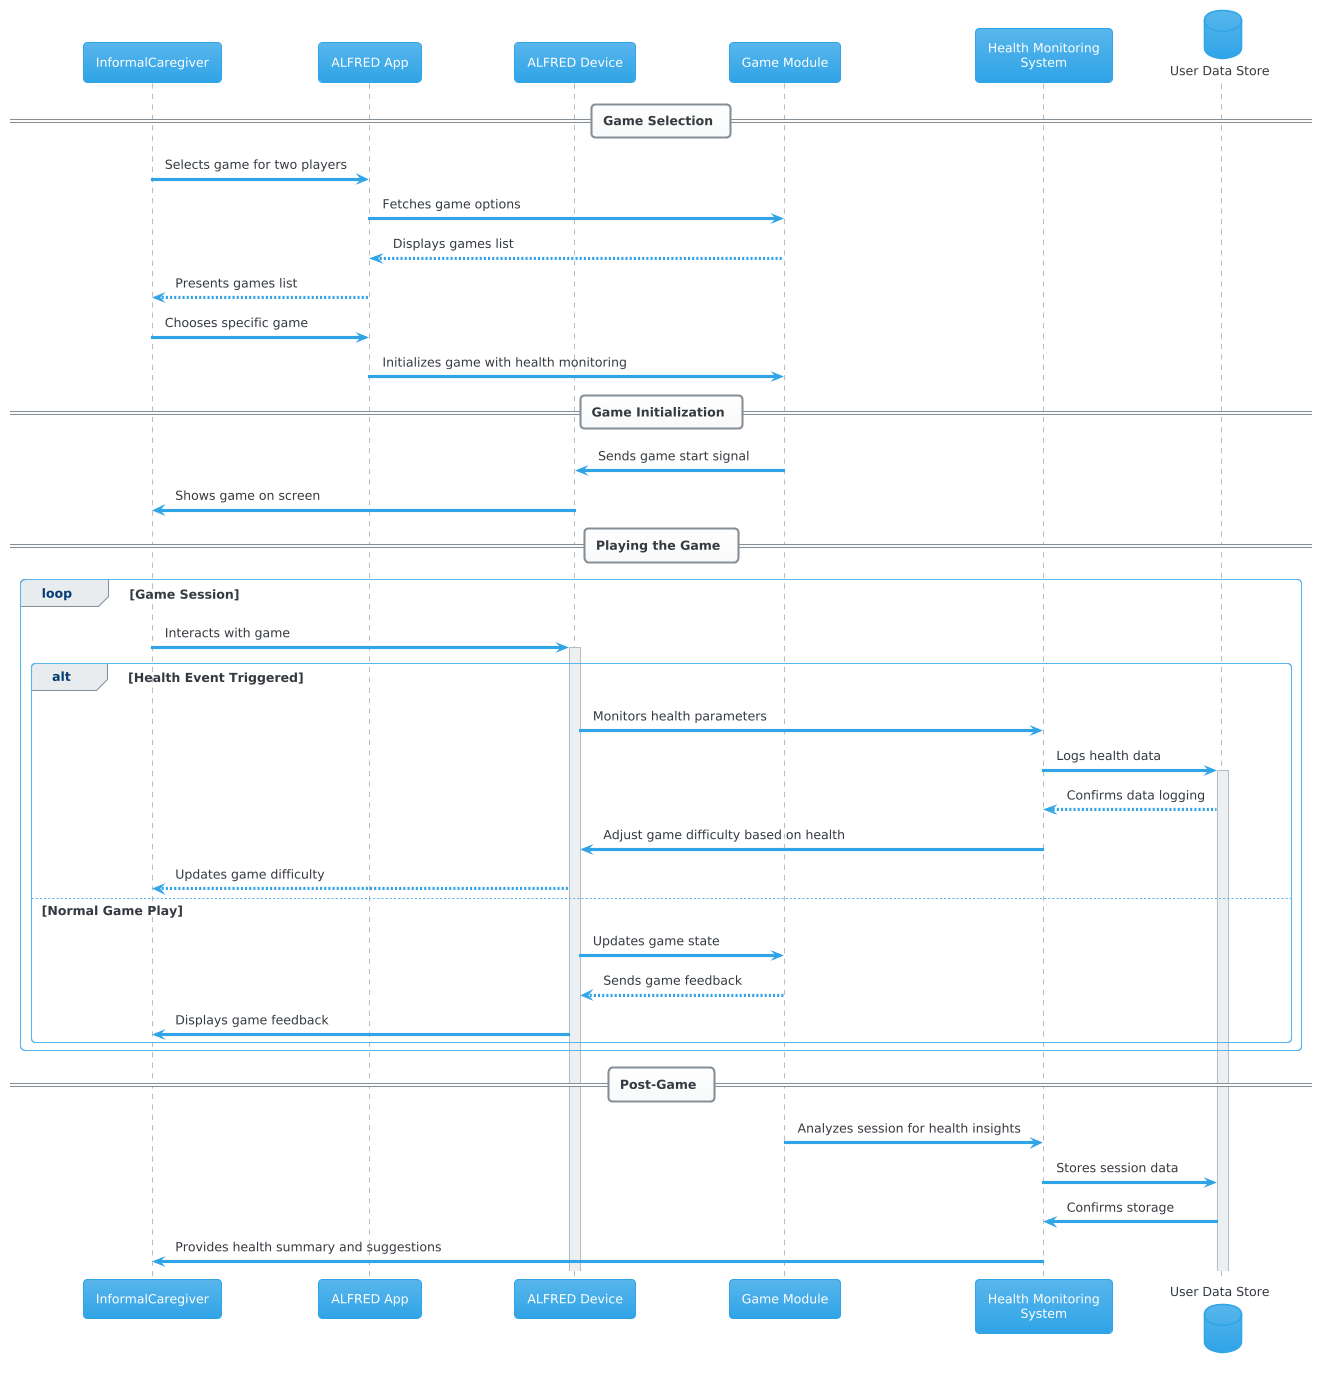 InformalCaregiver
ALFRED App
ALFRED Device
Game Module
Health Monitoring
System
User Data Store
Game Selection
Selects game for two players
Fetches game options
Displays games list
Presents games list
Chooses specific game
Initializes game with health monitoring
Game Initialization
Sends game start signal
Shows game on screen
Playing the Game
loop
[Game Session]
Interacts with game
alt
[Health Event Triggered]
Monitors health parameters
Logs health data
Confirms data logging
Adjust game difficulty based on health
Updates game difficulty
[Normal Game Play]
Updates game state
Sends game feedback
Displays game feedback
Post-Game
Analyzes session for health insights
Stores session data
Confirms storage
Provides health summary and suggestions
InformalCaregiver
ALFRED App
ALFRED Device
Game Module
Health Monitoring
System
User Data Store